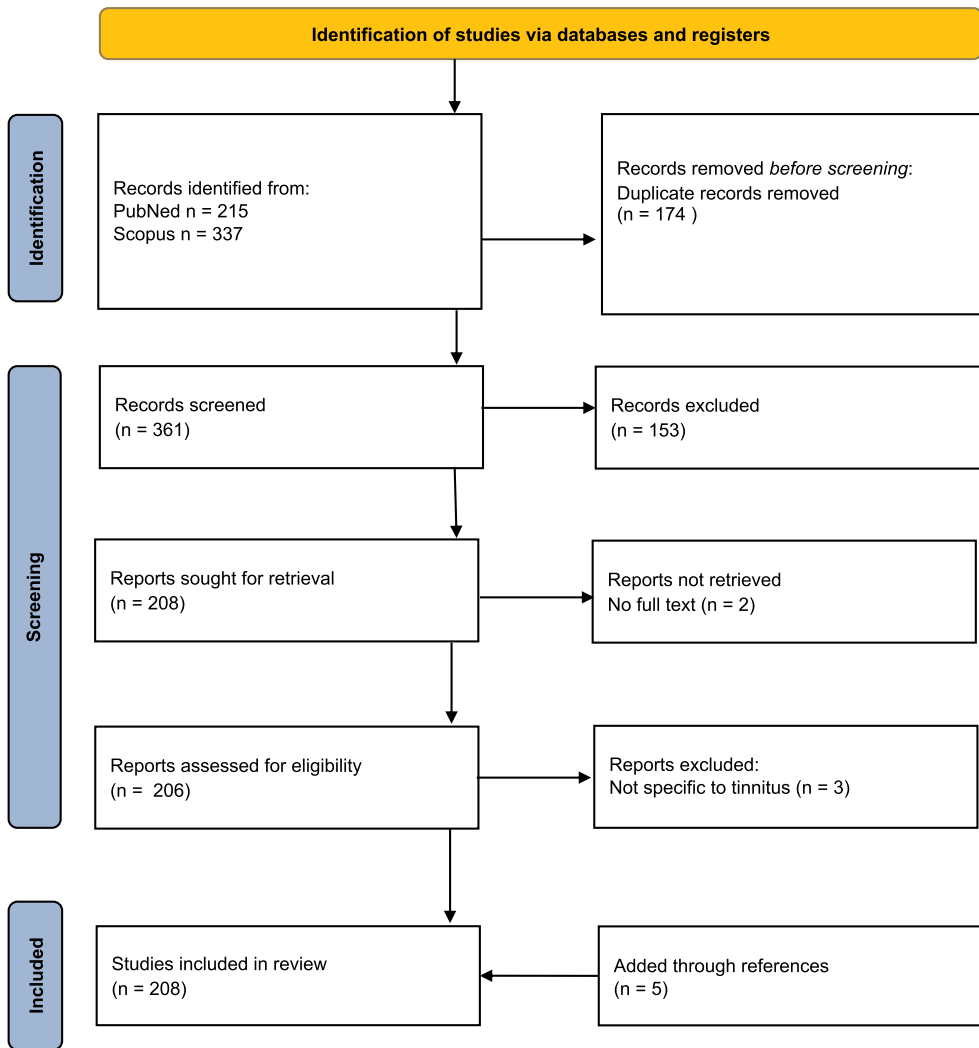 Identification of studies via databases and registers
Identification
Records identified from:
PubNed n = 215
Scopus n = 337
Records removed before screening:
Duplicate records removed
(n = 174 )
Screening
Records screened
(n = 361)
Records excluded
(n = 153)
Reports sought for retrieval
(n = 208)
Reports not retrieved
No full text (n = 2)
Reports assessed for eligibility
(n = 206)
Reports excluded:
Not specific to tinnitus (n = 3)
Included
Studies included in review
(n = 208)
Added through references
(n = 5)